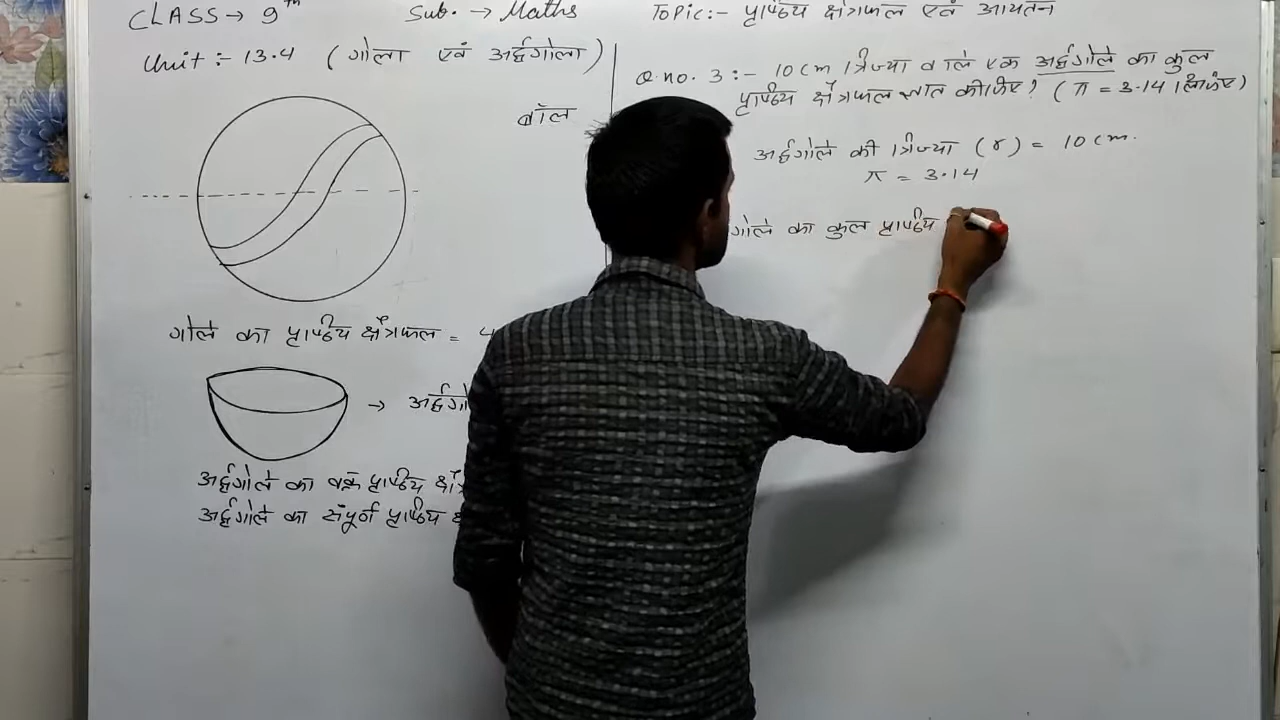 CLASS → 9th Sub. → Maths Topic:- पृष्ठीय क्षेत्रफल एवं आयतन
Unit :- 13.4 ( गोला एवं अर्द्धगोला )
बॉल
गोले का पृष्ठीय क्षेत्रफल = 4
→ अर्द्धगो
अर्द्धगोले का वक्र पृष्ठीय
अर्द्धगोले का संपूर्ण पृष्ठीय
Q. no. 3 :- 10 cm त्रिज्या वाले एक अर्द्धगोले का कुल
पृष्ठीय क्षेत्रफल ज्ञात कीजिए? ( π = 3.14 लीजिए )
अर्द्धगोले की त्रिज्या (r) = 10 cm.
π = 3.14
गोले का कुल पृष्ठीय